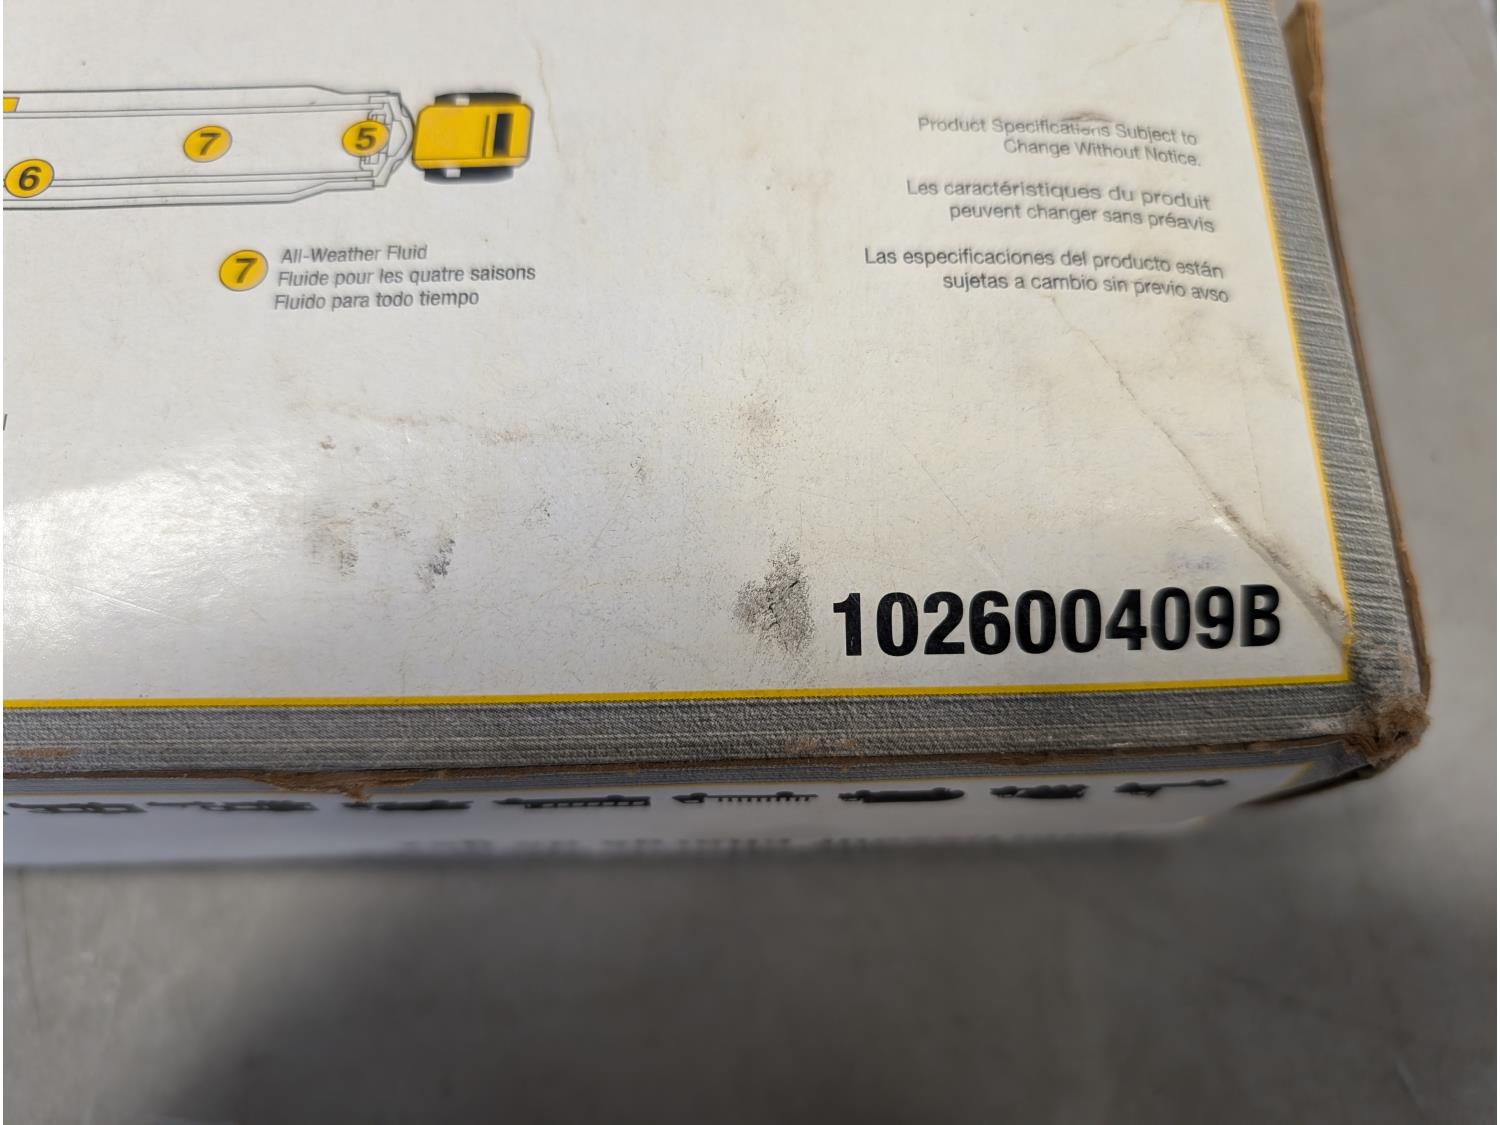 7
5
6
7 All-Weather Fluid
Fluide pour les quatre saisons
Fluido para todo tiempo
Product Specifications Subject to
Change Without Notice.
Les caractéristiques du produit
peuvent changer sans préavis
Las especificaciones del producto están
sujetas a cambio sin previo avso
102600409B